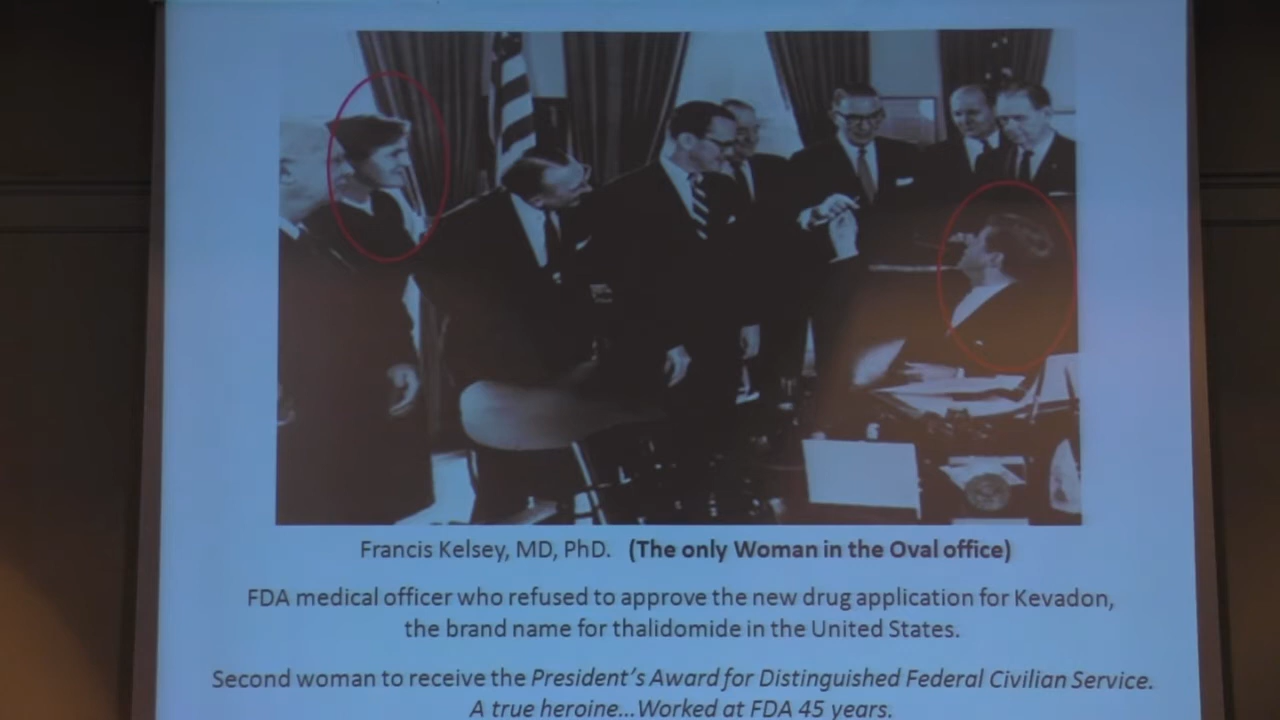 Francis Kelsey, MD, PhD. (The only Woman in the Oval office)
FDA medical officer who refused to approve the new drug application for Kevadon,
the brand name for thalidomide in the United States.
Second woman to receive the President's Award for Distinguished Federal Civilian Service.
A true heroine...Worked at FDA 45 years.